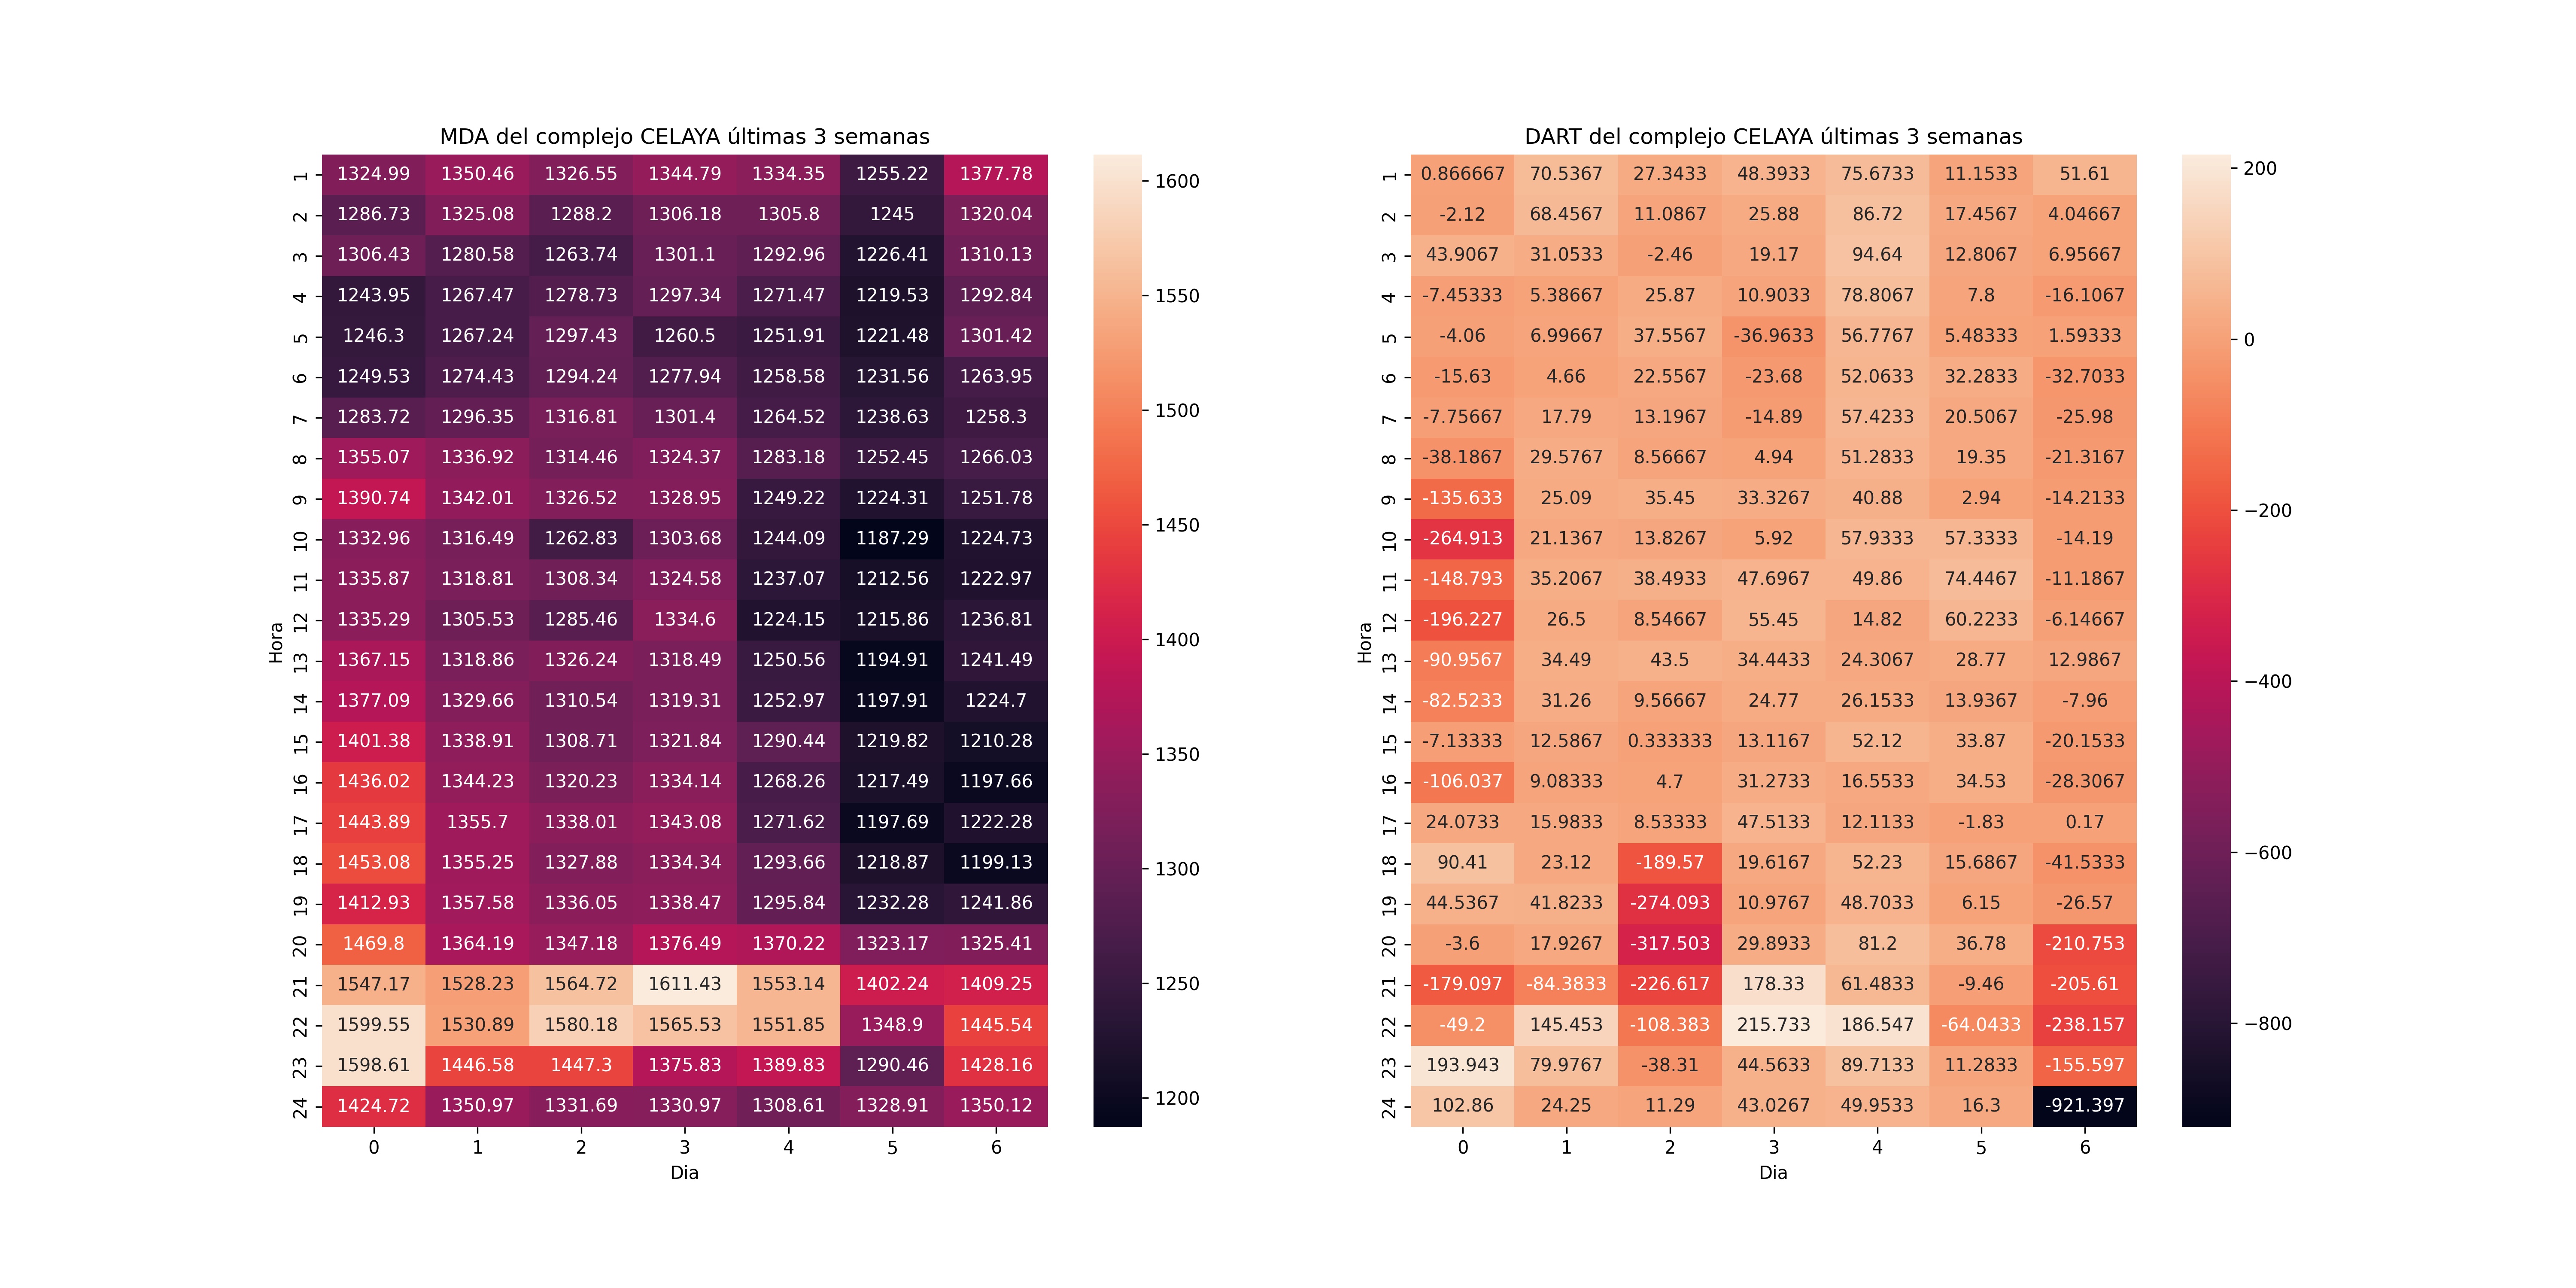 MDA del complejo CELAYA últimas 3 semanas
1 1324.99 1350.46 1326.55 1344.79 1334.35 1255.22 1377.78
2 1286.73 1325.08 1288.2 1306.18 1305.8 1245 1320.04
3 1306.43 1280.58 1263.74 1301.1 1292.96 1226.41 1310.13
4 1243.95 1267.47 1278.73 1297.34 1271.47 1219.53 1292.84
5 1246.3 1267.24 1297.43 1260.5 1251.91 1221.48 1301.42
6 1249.53 1274.43 1294.24 1277.94 1258.58 1231.56 1263.95
7 1283.72 1296.35 1316.81 1301.4 1264.52 1238.63 1258.3
8 1355.07 1336.92 1314.46 1324.37 1283.18 1252.45 1266.03
9 1390.74 1342.01 1326.52 1328.95 1249.22 1224.31 1251.78
10 1332.96 1316.49 1262.83 1303.68 1244.09 1187.29 1224.73
11 1335.87 1318.81 1308.34 1324.58 1237.07 1212.56 1222.97
12 1335.29 1305.53 1285.46 1334.6 1224.15 1215.86 1236.81
13 1367.15 1318.86 1326.24 1318.49 1250.56 1194.91 1241.49
14 1377.09 1329.66 1310.54 1319.31 1252.97 1197.91 1224.7
15 1401.38 1338.91 1308.71 1321.84 1290.44 1219.82 1210.28
16 1436.02 1344.23 1320.23 1334.14 1268.26 1217.49 1197.66
17 1443.89 1355.7 1338.01 1343.08 1271.62 1197.69 1222.28
18 1453.08 1355.25 1327.88 1334.34 1293.66 1218.87 1199.13
19 1412.93 1357.58 1336.05 1338.47 1295.84 1232.28 1241.86
20 1469.8 1364.19 1347.18 1376.49 1370.22 1323.17 1325.41
21 1547.17 1528.23 1564.72 1611.43 1553.14 1402.24 1409.25
22 1599.55 1530.89 1580.18 1565.53 1551.85 1348.9 1445.54
23 1598.61 1446.58 1447.3 1375.83 1389.83 1290.46 1428.16
24 1424.72 1350.97 1331.69 1330.97 1308.61 1328.91 1350.12
0 1 2 3 4 5 6
Dia
Hora
1600
1550
1500
1450
1400
1350
1300
1250
1200
DART del complejo CELAYA últimas 3 semanas
1 0.866667 70.5367 27.3433 48.3933 75.6733 11.1533 51.61
2 -2.12 68.4567 11.0867 25.88 86.72 17.4567 4.04667
3 43.9067 31.0533 -2.46 19.17 94.64 12.8067 6.95667
4 -7.45333 5.38667 25.87 10.9033 78.8067 7.8 -16.1067
5 -4.06 6.99667 37.5567 -36.9633 56.7767 5.48333 1.59333
6 -15.63 4.66 22.5567 -23.68 52.0633 32.2833 -32.7033
7 -7.75667 17.79 13.1967 -14.89 57.4233 20.5067 -25.98
8 -38.1867 29.5767 8.56667 4.94 51.2833 19.35 -21.3167
9 -135.633 25.09 35.45 33.3267 40.88 2.94 -14.2133
10 -264.913 21.1367 13.8267 5.92 57.9333 57.3333 -14.19
11 -148.793 35.2067 38.4933 47.6967 49.86 74.4467 -11.1867
12 -196.227 26.5 8.54667 55.45 14.82 60.2233 -6.14667
13 -90.9567 34.49 43.5 34.4433 24.3067 28.77 12.9867
14 -82.5233 31.26 9.56667 24.77 26.1533 13.9367 -7.96
15 -7.13333 12.5867 0.333333 13.1167 52.12 33.87 -20.1533
16 -106.037 9.08333 4.7 31.2733 16.5533 34.53 -28.3067
17 24.0733 15.9833 8.53333 47.5133 12.1133 -1.83 0.17
18 90.41 23.12 -189.57 19.6167 52.23 15.6867 -41.5333
19 44.5367 41.8233 -274.093 10.9767 48.7033 6.15 -26.57
20 -3.6 17.9267 -317.503 29.8933 81.2 36.78 -210.753
21 -179.097 -84.3833 -226.617 178.33 61.4833 -9.46 -205.61
22 -49.2 145.453 -108.383 215.733 186.547 -64.0433 -238.157
23 193.943 79.9767 -38.31 44.5633 89.7133 11.2833 -155.597
24 102.86 24.25 11.29 43.0267 49.9533 16.3 -921.397
0 1 2 3 4 5 6
Dia
Hora
200
0
−200
−400
−600
−800